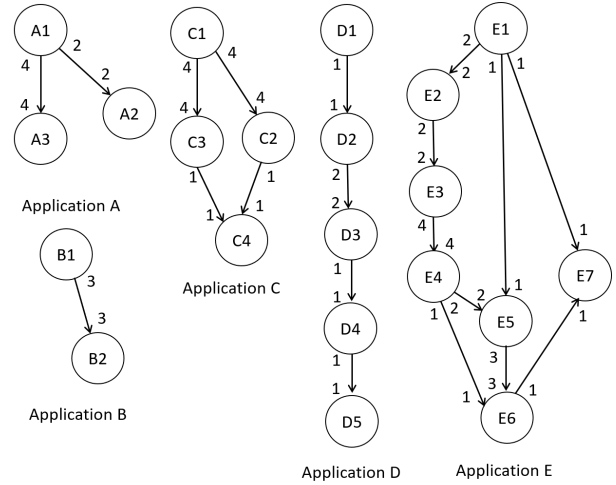 A1
4
2
2
4
A3
A2
Application A
B1
3
3
B2
Application B
C1
4
4
4
4
C3
C2
1
1
1
1
C4
Application C
D1
1
1
D2
2
2
D3
1
1
D4
1
1
D5
Application D
E1
2
2
1
1
E2
2
2
E3
4
4
1
E4
E7
2
2
1
1
1
E5
3
3
1
1
E6
Application E